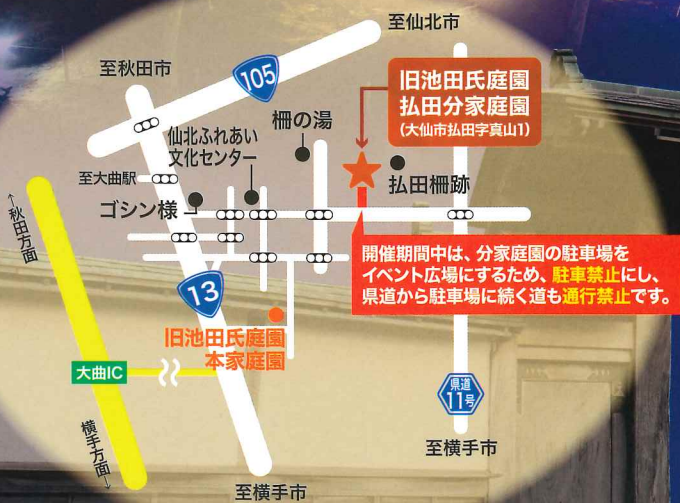 至仙北市
至秋田市
105
旧池田氏庭園
払田分家庭園
(大仙市払田字真山1)
柵の湯
仙北ふれあい
文化センター
至大曲駅
払田柵跡
ゴシン様
←秋田方面
開催期間中は、分家庭園の駐車場を
イベント広場にするため、駐車禁止にし、
県道から駐車場に続く道も通行禁止です。
13
旧池田氏庭園
本家庭園
大曲IC
県道
11号
横手方面→
至横手市
至横手市